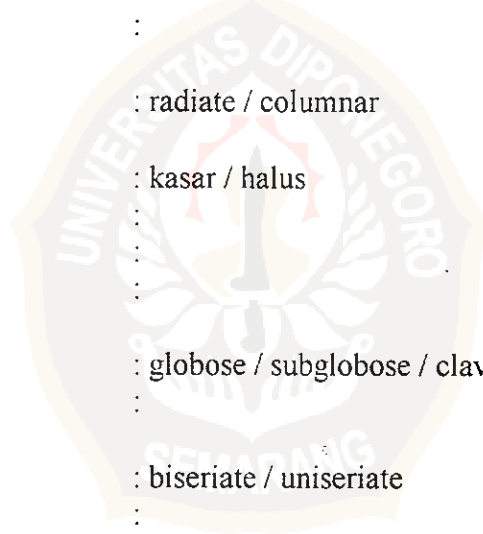 :
: radiate / columnar
: kasar / halus
:
:
:
: globose / subglobose / clav
:
: biseriate / uniseriate
:
UNIVERSITAS DIPONEGORO
SEMARANG